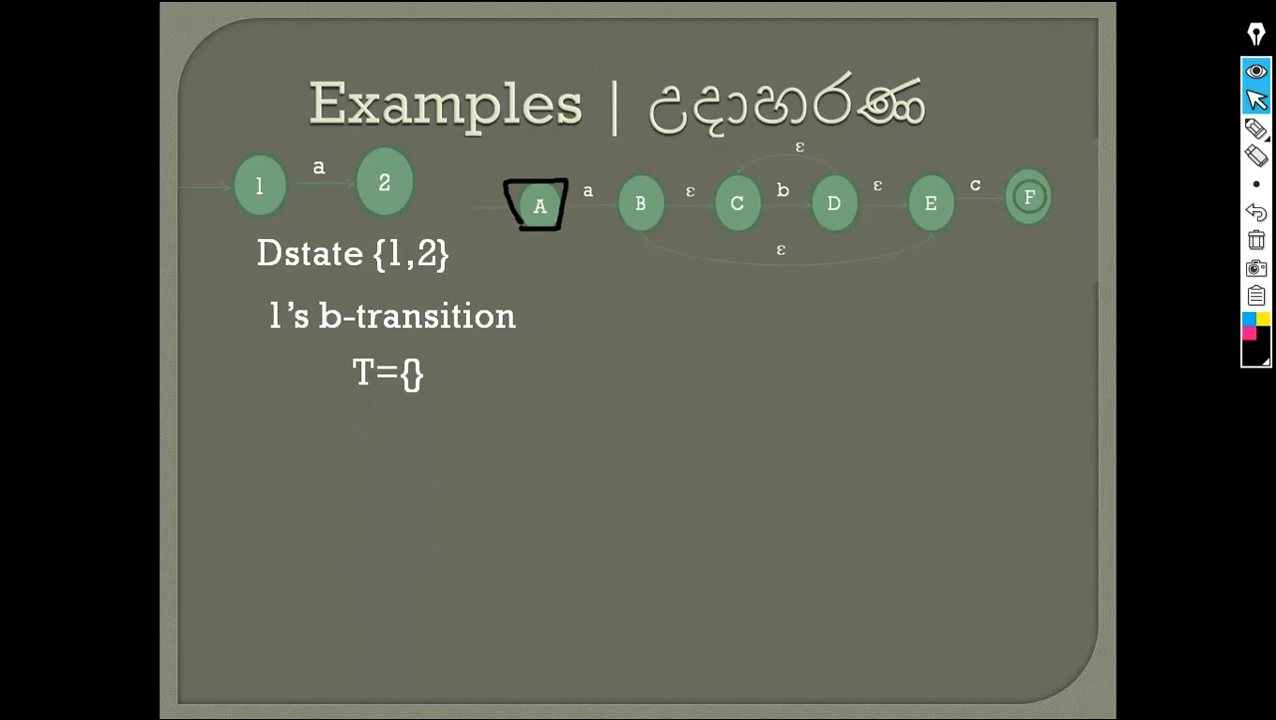 Examples | උදාහරණ
1 a 2
ε
A a B ε C b D ε E c F
ε
Dstate {1,2}
1’s b-transition
T={}